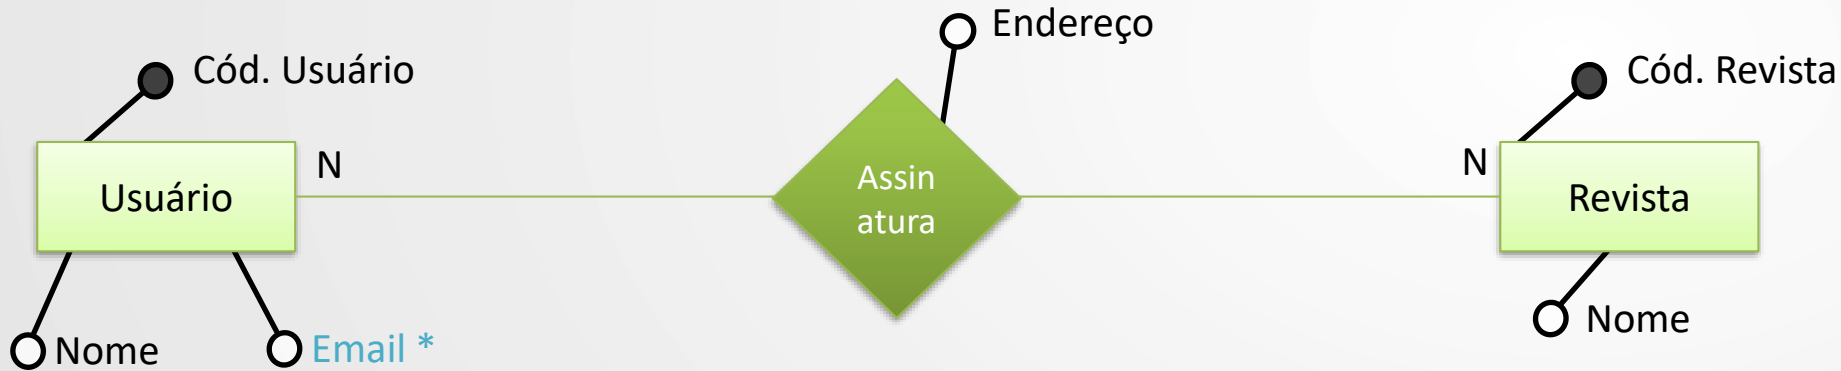 Endereço
Cód. Usuário
Cód. Revista
N
N
Usuário
Assin
atura
Revista
Nome
Email *
Nome